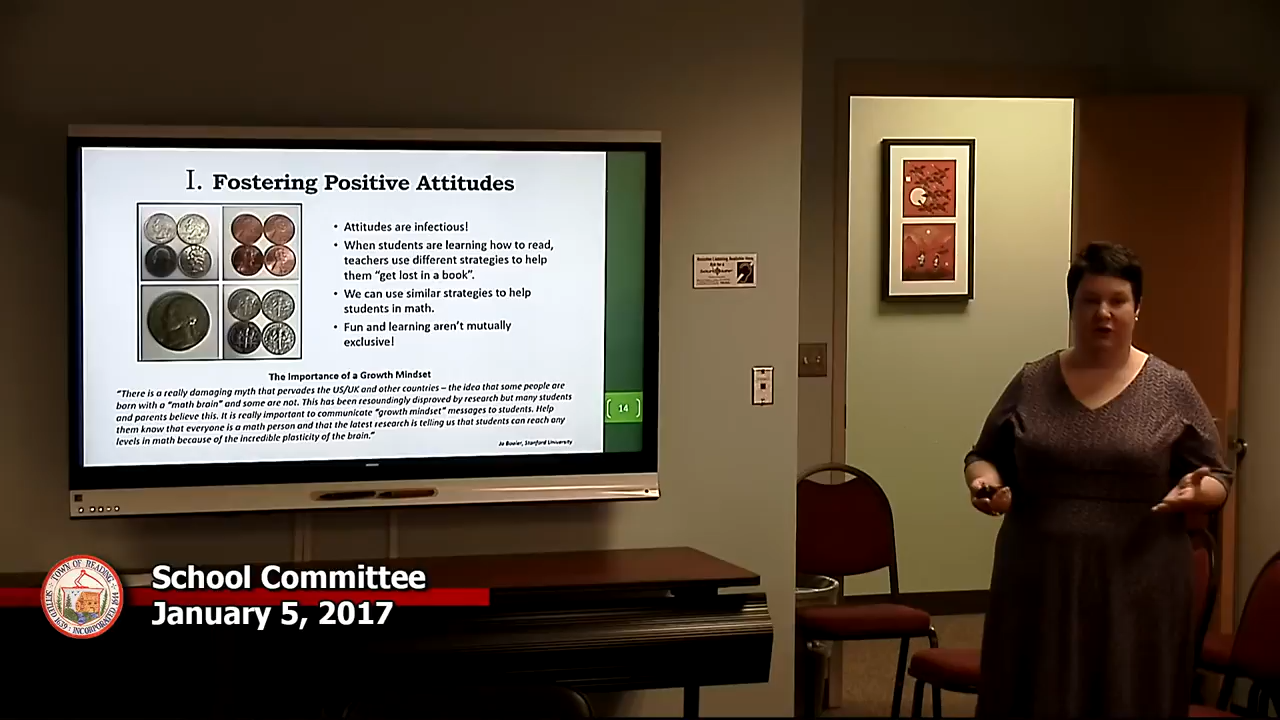 I. Fostering Positive Attitudes
• Attitudes are infectious!
• When students are learning how to read,
teachers use different strategies to help
them “get lost in a book”.
• We can use similar strategies to help
students in math.
• Fun and learning aren’t mutually
exclusive!
The Importance of a Growth Mindset
“There is a really damaging myth that pervades the US/UK and other countries – the idea that some people are
born with a “math brain” and some are not. This has been resoundingly disproved by research but many students
and parents believe this. It is really important to communicate “growth mindset” messages to students. Help
them know that everyone is a math person and that the latest research is telling us that students can reach any
levels in math because of the incredible plasticity of the brain.”
Jo Boaler, Stanford University
14
TOWN OF READING
INCORPORATED 1644
School Committee
January 5, 2017